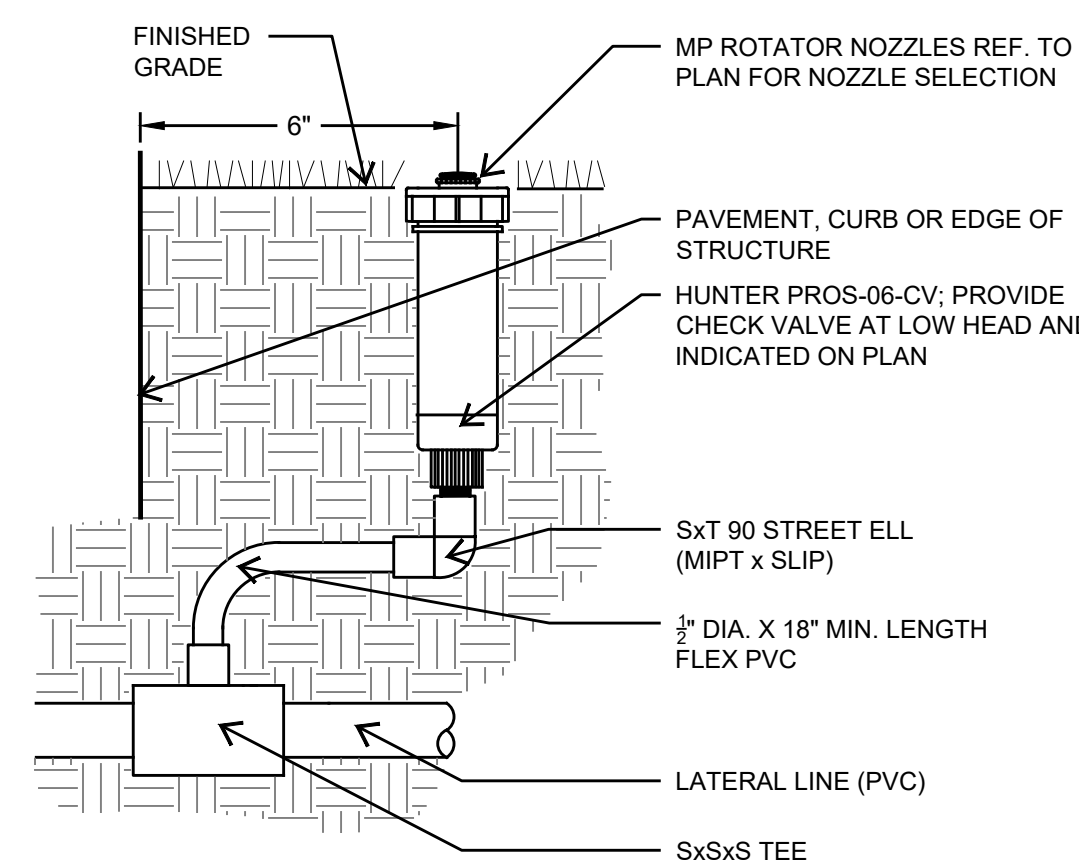 FINISHED
GRADE
MP ROTATOR NOZZLES REF. TO
PLAN FOR NOZZLE SELECTION
6"
PAVEMENT, CURB OR EDGE OF
STRUCTURE
HUNTER PROS-06-CV; PROVIDE
CHECK VALVE AT LOW HEAD AND
INDICATED ON PLAN
SxT 90 STREET ELL
(MIPT x SLIP)
½" DIA. X 18" MIN. LENGTH
FLEX PVC
LATERAL LINE (PVC)
SxSxS TEE